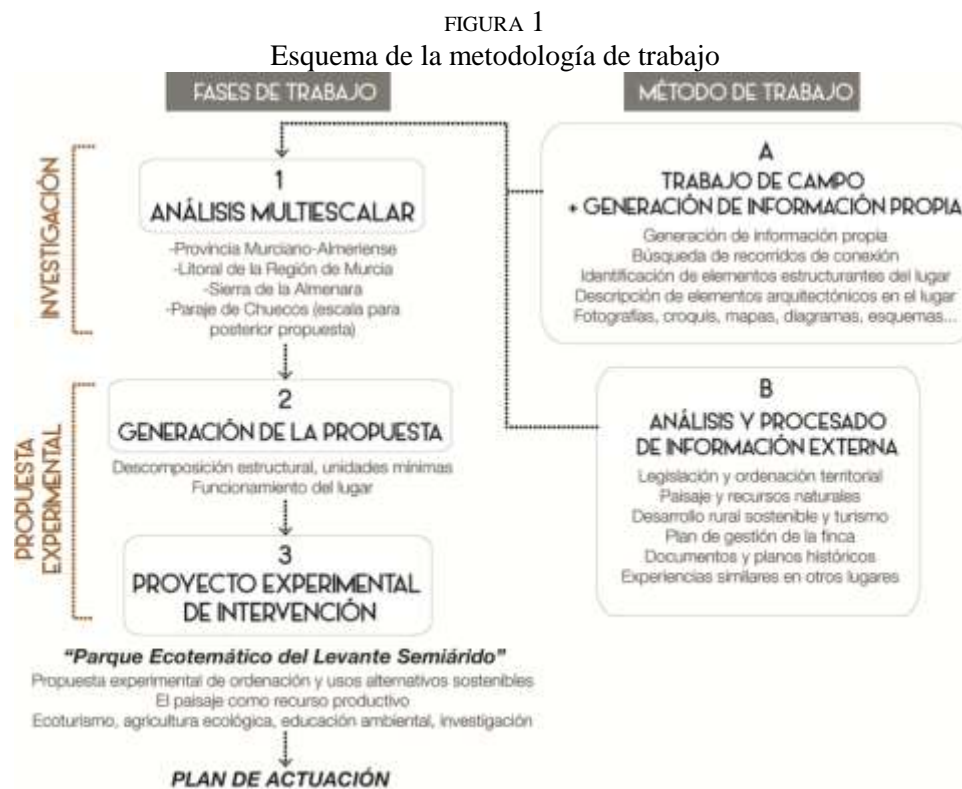 FIGURA 1
Esquema de la metodología de trabajo
FASES DE TRABAJO
INVESTIGACIÓN
1
ANÁLISIS MULTIESCALAR
-Provincia Murciano-Almeriense
-Litoral de la Región de Murcia
-Sierra de la Almenara
-Paraje de Chuecos (escala para
posterior propuesta)
PROPUESTA
EXPERIMENTAL
2
GENERACIÓN DE LA PROPUESTA
Descomposición estructural, unidades mínimas
Funcionamiento del lugar
3
PROYECTO EXPERIMENTAL
DE INTERVENCIÓN
"Parque Ecotemático del Levante Semiárido"
Propuesta experimental de ordenación y usos alternativos sostenibles
El paisaje como recurso productivo
Ecoturismo, agricultura ecológica, educación ambiental, investigación
PLAN DE ACTUACIÓN
MÉTODO DE TRABAJO
A
TRABAJO DE CAMPO
+ GENERACIÓN DE INFORMACIÓN PROPIA
Generación de información propia
Búsqueda de recorridos de conexión
Identificación de elementos estructurantes del lugar
Descripción de elementos arquitectónicos en el lugar
Fotografías, croquis, mapas, diagramas, esquemas...
B
ANÁLISIS Y PROCESADO
DE INFORMACIÓN EXTERNA
Legislación y ordenación territorial
Paisaje y recursos naturales
Desarrollo rural sostenible y turismo
Plan de gestión de la finca
Documentos y planos históricos
Experiencias similares en otros lugares